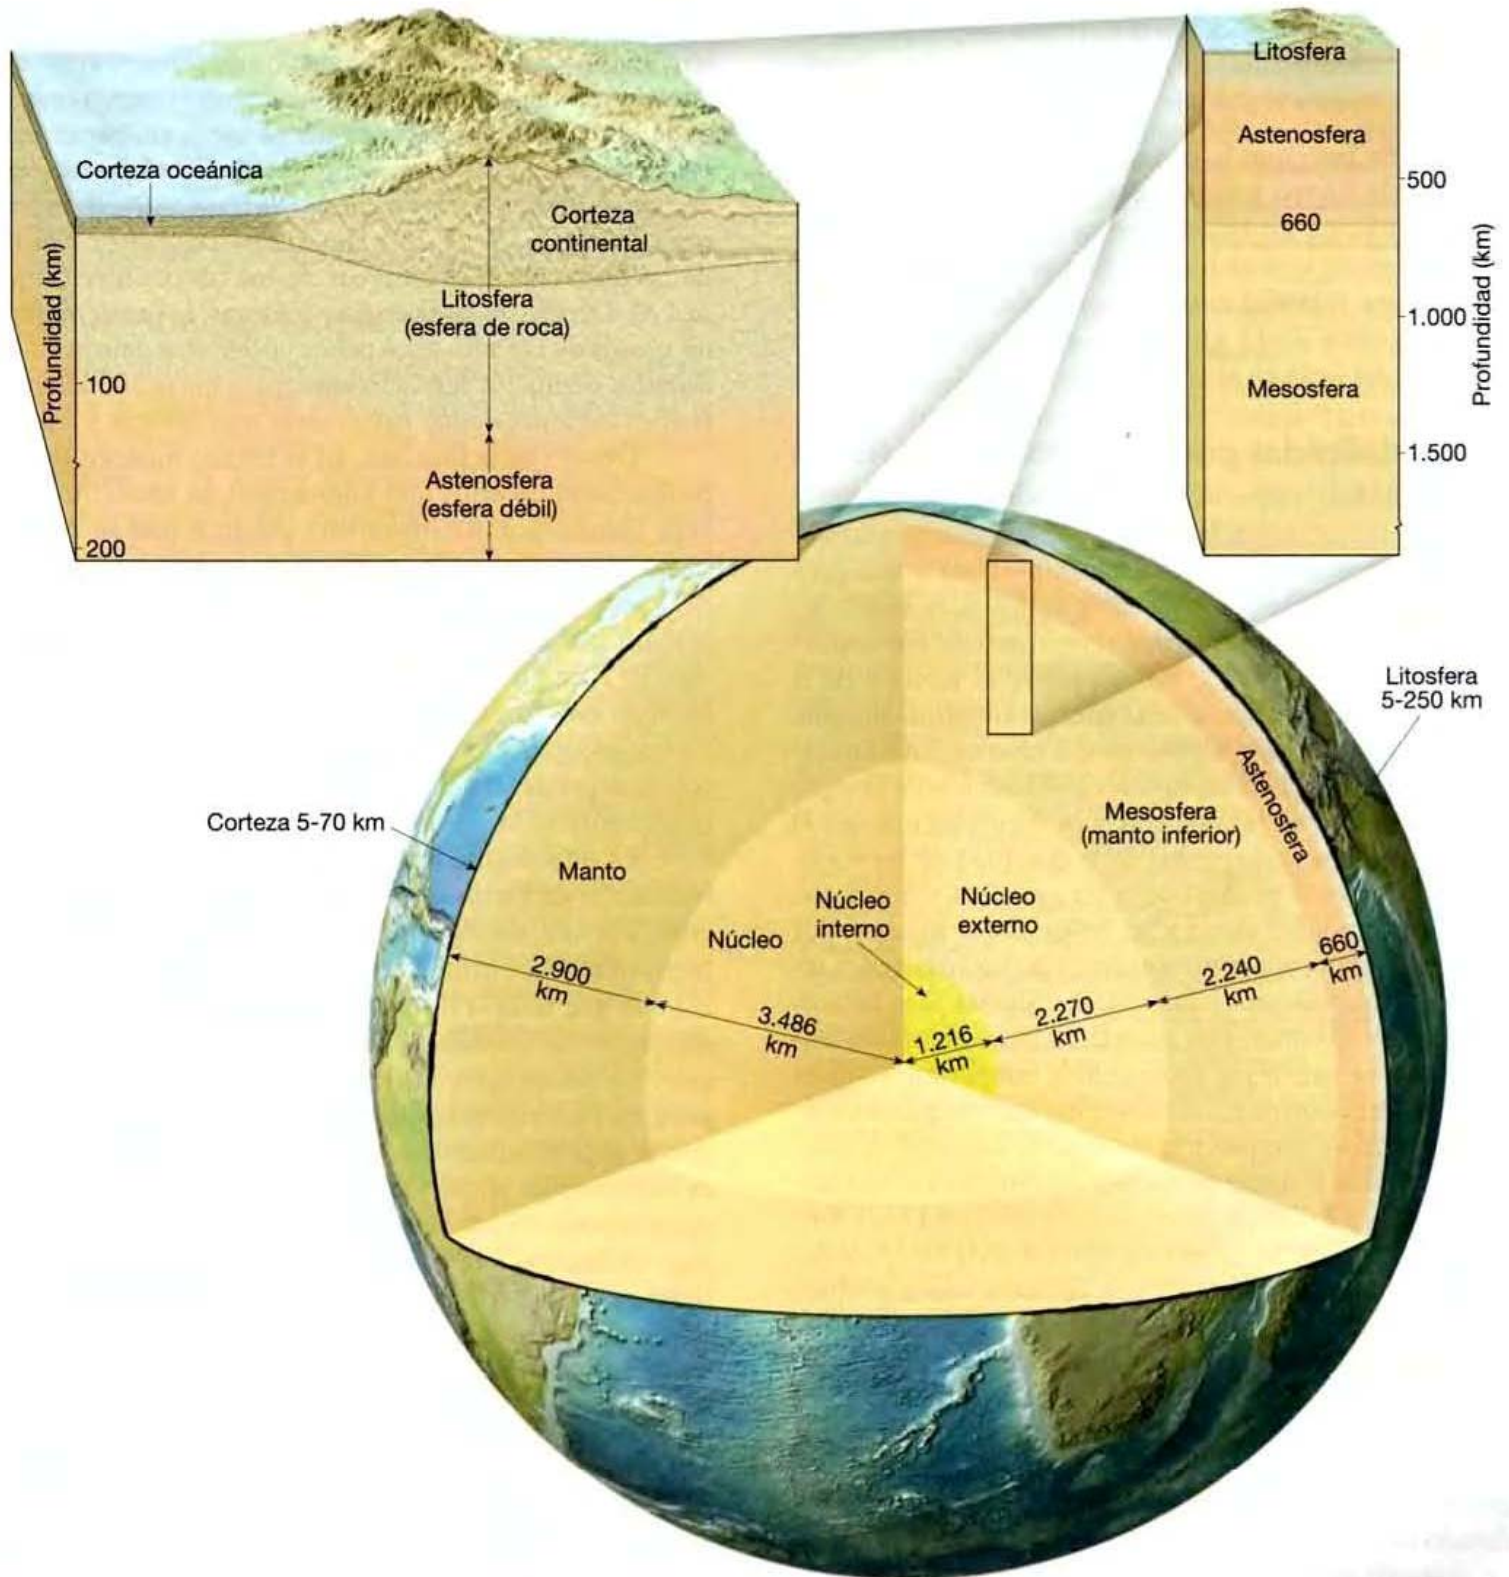 Corteza oceánica
Corteza
continental
Litosfera
(esfera de roca)
Astenosfera
(esfera débil)
Profundidad (km)
100
200
Litosfera
Astenosfera
500
660
1.000
Mesosfera
1.500
Profundidad (km)
Litosfera
5-250 km
Corteza 5-70 km
Manto
Núcleo
Núcleo
interno
Núcleo
externo
Mesosfera
(manto inferior)
Astenosfera
2.900
km
3.486
km
1.216
km
2.270
km
2.240
km
660
km